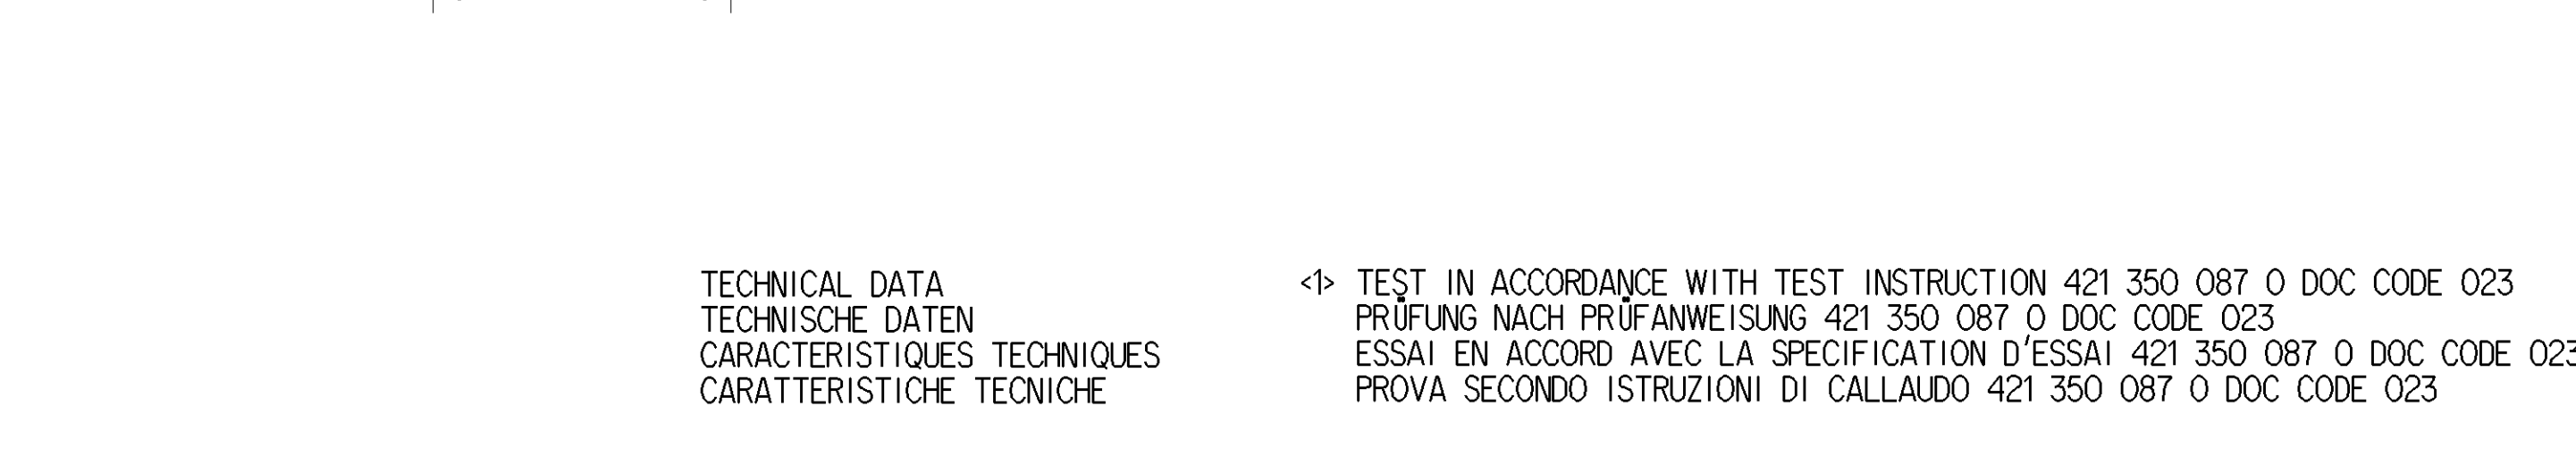 TECHNICAL DATA
TECHNISCHE DATEN
CARACTERISTIQUES TECHNIQUES
CARATTERISTICHE TECNICHE
<1> TEST IN ACCORDANCE WITH TEST INSTRUCTION 421 350 087 0 DOC CODE 023
PRÜFUNG NACH PRÜFANWEISUNG 421 350 087 0 DOC CODE 023
ESSAI EN ACCORD AVEC LA SPECIFICATION D'ESSAI 421 350 087 0 DOC CODE 023
PROVA SECONDO ISTRUZIONI DI CALLAUDO 421 350 087 0 DOC CODE 023